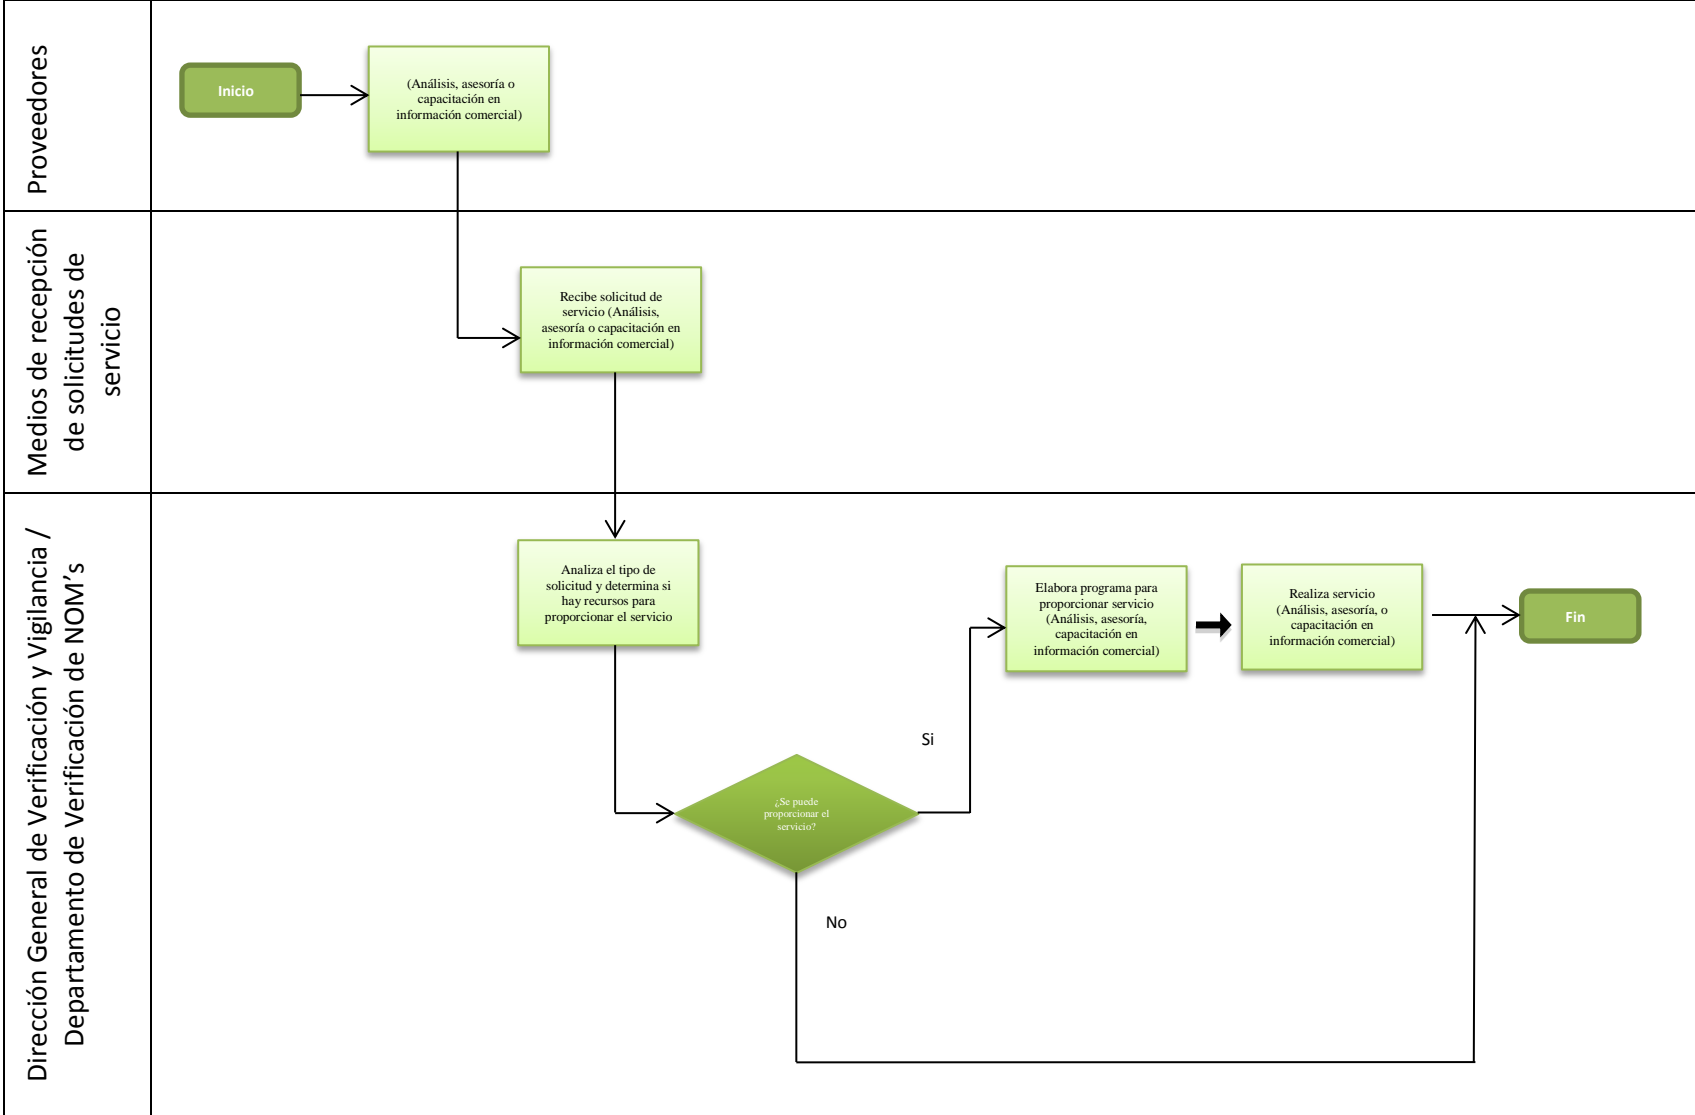 Proveedores
Inicio
(Análisis, asesoría o
capacitación en
información comercial)
Medios de recepción
de solicitudes de
servicio
Recibe solicitud de
servicio (Análisis,
asesoría o capacitación en
información comercial)
Dirección General de Verificación y Vigilancia /
Departamento de Verificación de NOM’s
Analiza el tipo de
solicitud y determina si
hay recursos para
proporcionar el servicio
¿Se puede
proporcionar el
servicio?
Si
No
Elabora programa para
proporcionar servicio
(Análisis, asesoría,
capacitación en
información comercial)
Realiza servicio
(Análisis, asesoría, o
capacitación en
información comercial)
Fin